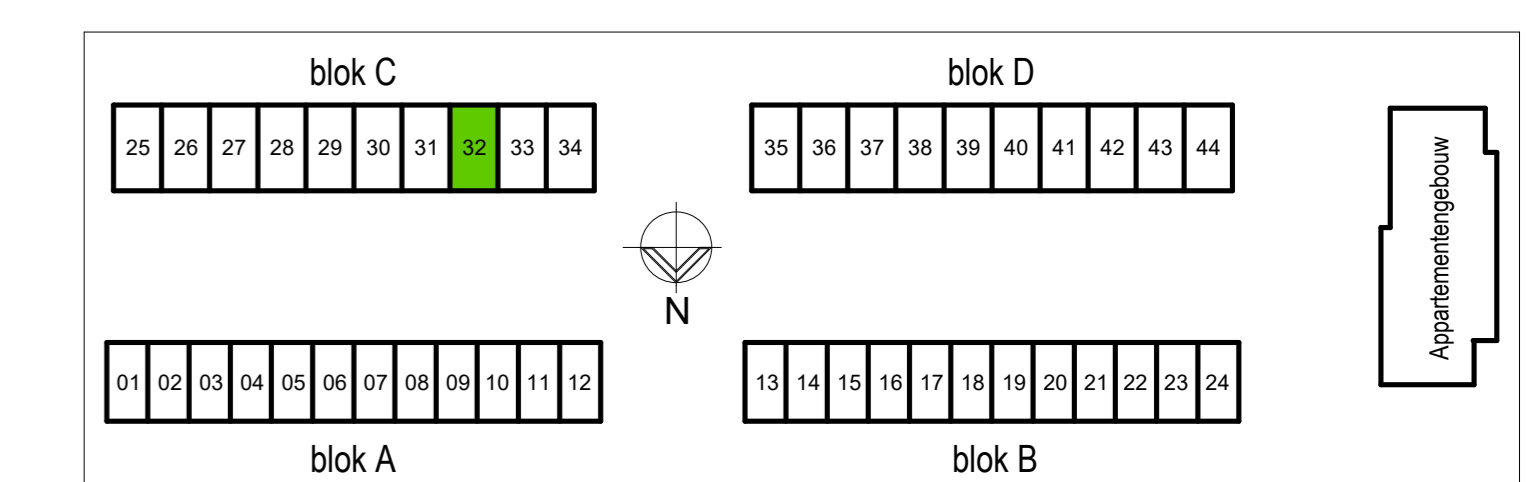 blok C
blok D
25 26 27 28 29 30 31 32 33 34
35 36 37 38 39 40 41 42 43 44
Appartementengebouw
N
01 02 03 04 05 06 07 08 09 10 11 12
13 14 15 16 17 18 19 20 21 22 23 24
blok A
blok B